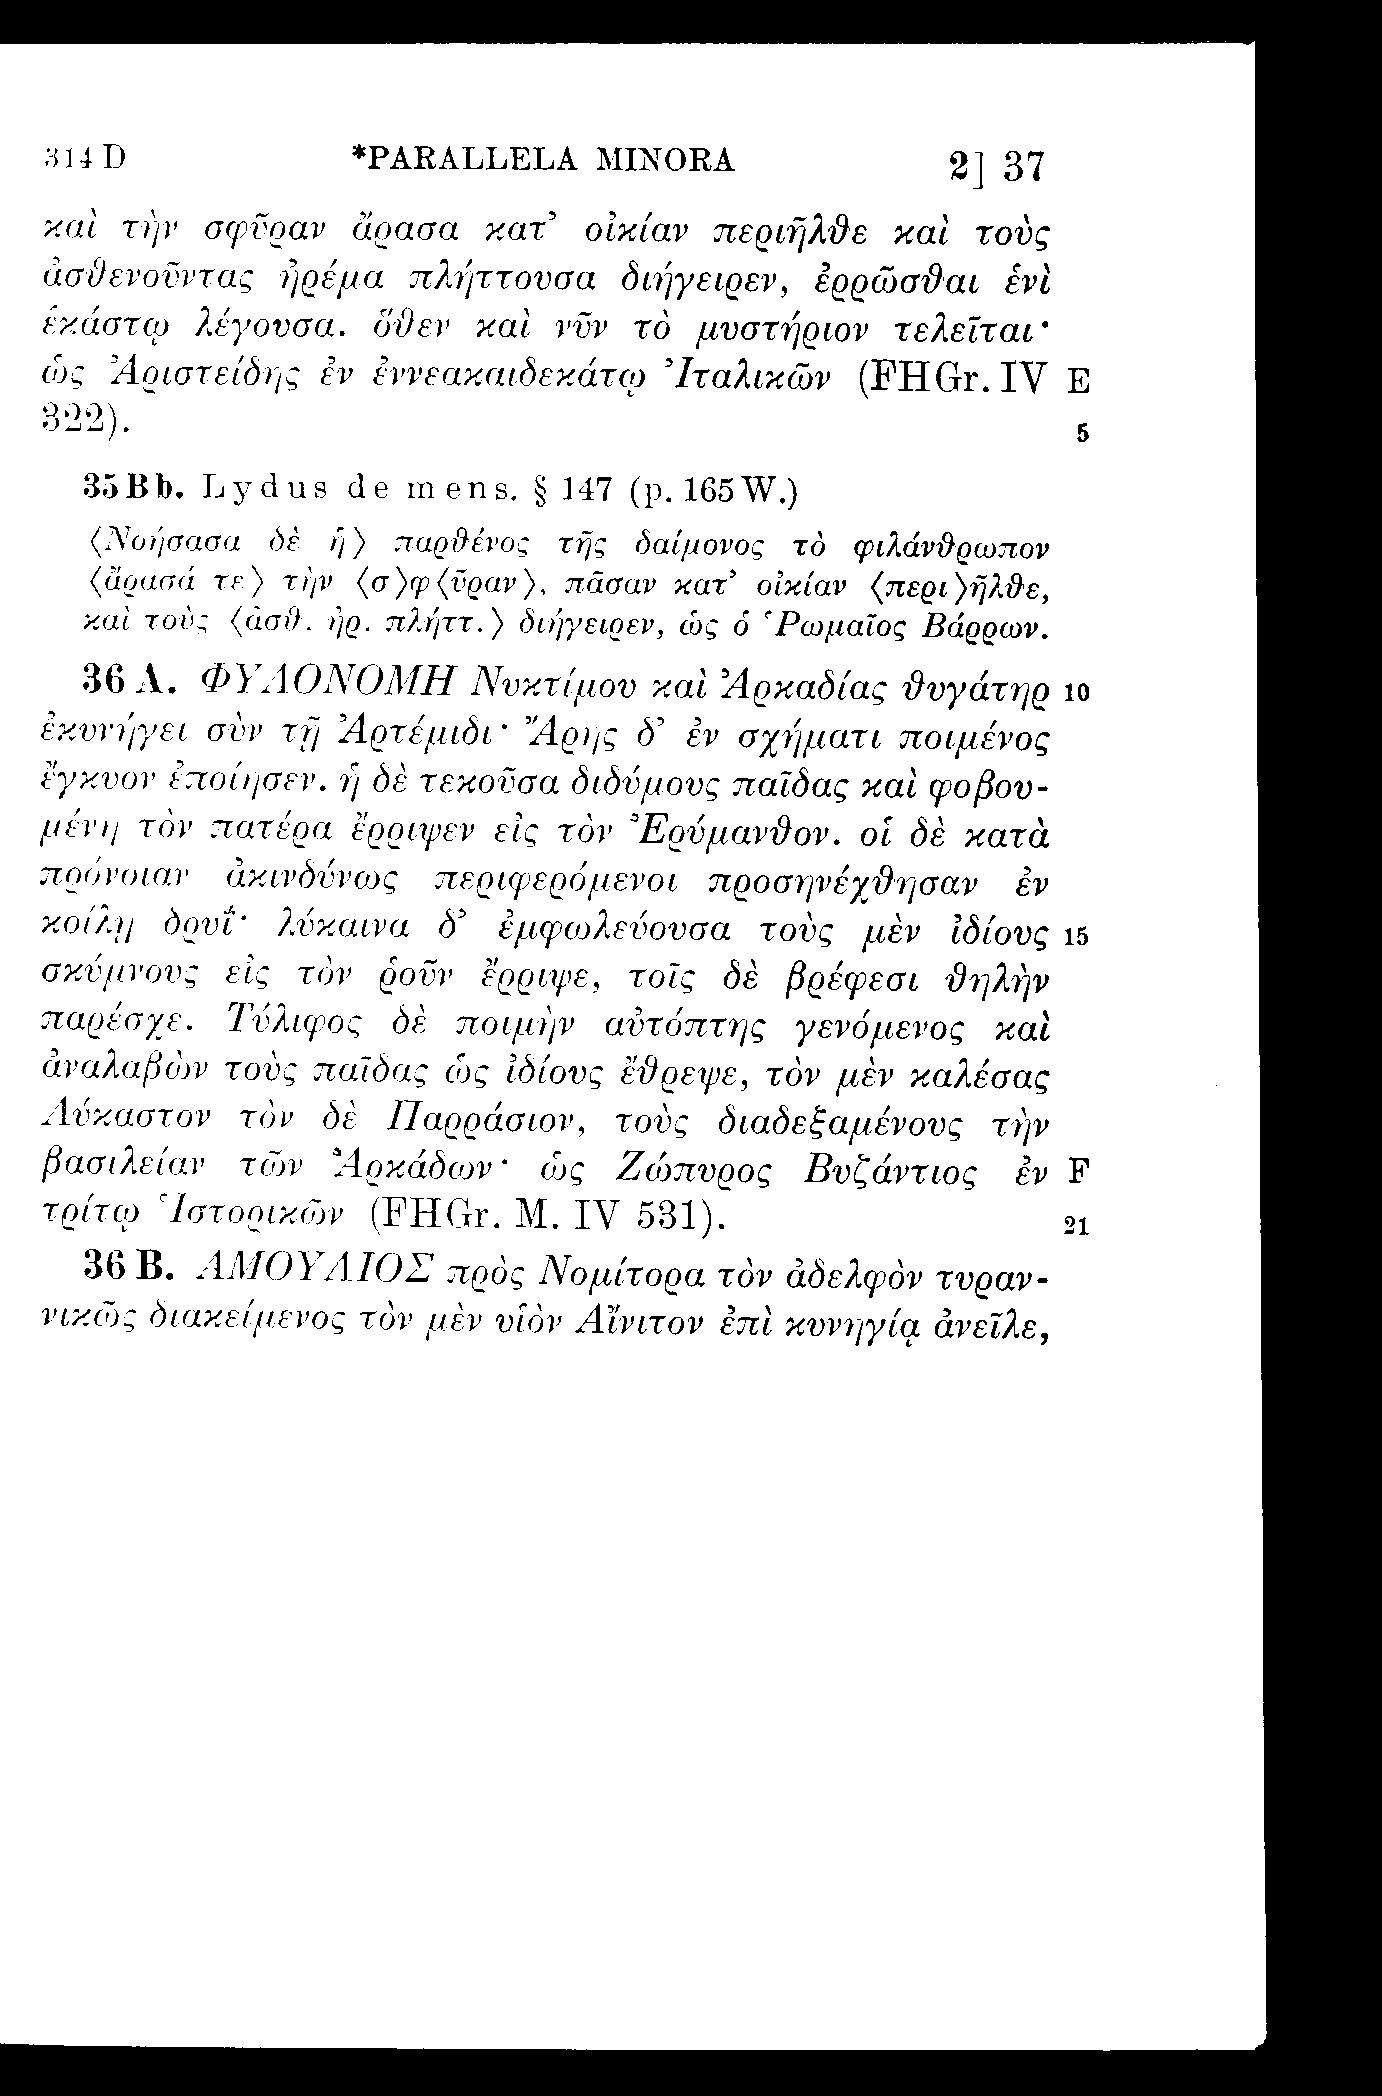 314 D *PARALLELA MINORA 2] 37
καὶ τὴν σφῦραν ἄρασα κατ’ οἰκίαν περιῆλθε καὶ τοὺς
ἀσθενοῦντας ἠρέμα πλήττουσα διήγειρεν, ἐρρῶσθαι ἑνὶ
ἑκάστῳ λέγουσα. ὅθεν καὶ νῦν τὸ μυστήριον τελεῖται·
ὡς Ἀριστείδης ἐν ἐννεακαιδεκάτῳ Ἰταλικῶν (FHGr. IV E
322). 5
35Bb. Lydus de mens. § 147 (p. 165W.)
⟨Νοήσασα δὲ ἡ⟩ παρθένος τῆς δαίμονος τὸ φιλάνθρωπον
⟨ἄρασά τε⟩ τὴν ⟨σ⟩φ⟨ῦραν⟩, πᾶσαν κατ’ οἰκίαν ⟨περι⟩ῆλθε,
καὶ τοὺς ⟨ἀσθ. ἠρ. πλήττ.⟩ διήγειρεν, ὡς ὁ Ῥωμαῖος Βάρρων.
36 A. ΦΥΛΟΝΟΜΗ Νυκτίμου καὶ Ἀρκαδίας θυγάτηρ 10
ἐκυνήγει σὺν τῇ Ἀρτέμιδι· Ἄρης δ’ ἐν σχήματι ποιμένος
ἔγκυον ἐποίησεν. ἡ δὲ τεκοῦσα διδύμους παῖδας καὶ φοβου-
μένη τὸν πατέρα ἔρριψεν εἰς τὸν Ἐρύμανθον. οἱ δὲ κατὰ
πρόνοιαν ἀκινδύνως περιφερόμενοι προσηνέχθησαν ἐν
κοίλῃ δρυΐ· λύκαινα δ’ ἐμφωλεύουσα τοὺς μὲν ἰδίους 15
σκύμνους εἰς τὸν ῥοῦν ἔρριψε, τοῖς δὲ βρέφεσι θηλὴν
παρέσχε. Τύλιφος δὲ ποιμὴν αὐτόπτης γενόμενος καὶ
ἀναλαβὼν τοὺς παῖδας ὡς ἰδίους ἔθρεψε, τὸν μὲν καλέσας
Λύκαστον τὸν δὲ Παρράσιον, τοὺς διαδεξαμένους τὴν
βασιλείαν τῶν Ἀρκάδων· ὡς Ζώπυρος Βυζάντιος ἐν F
τρίτῳ Ἱστορικῶν (FHGr. M. IV 531). 21
36 B. ΑΜΟΥΛΙΟΣ πρὸς Νομίτορα τὸν ἀδελφὸν τυραν-
νικῶς διακείμενος τὸν μὲν υἱὸν Αἴνιτον ἐπὶ κυνηγίᾳ ἀνεῖλε,